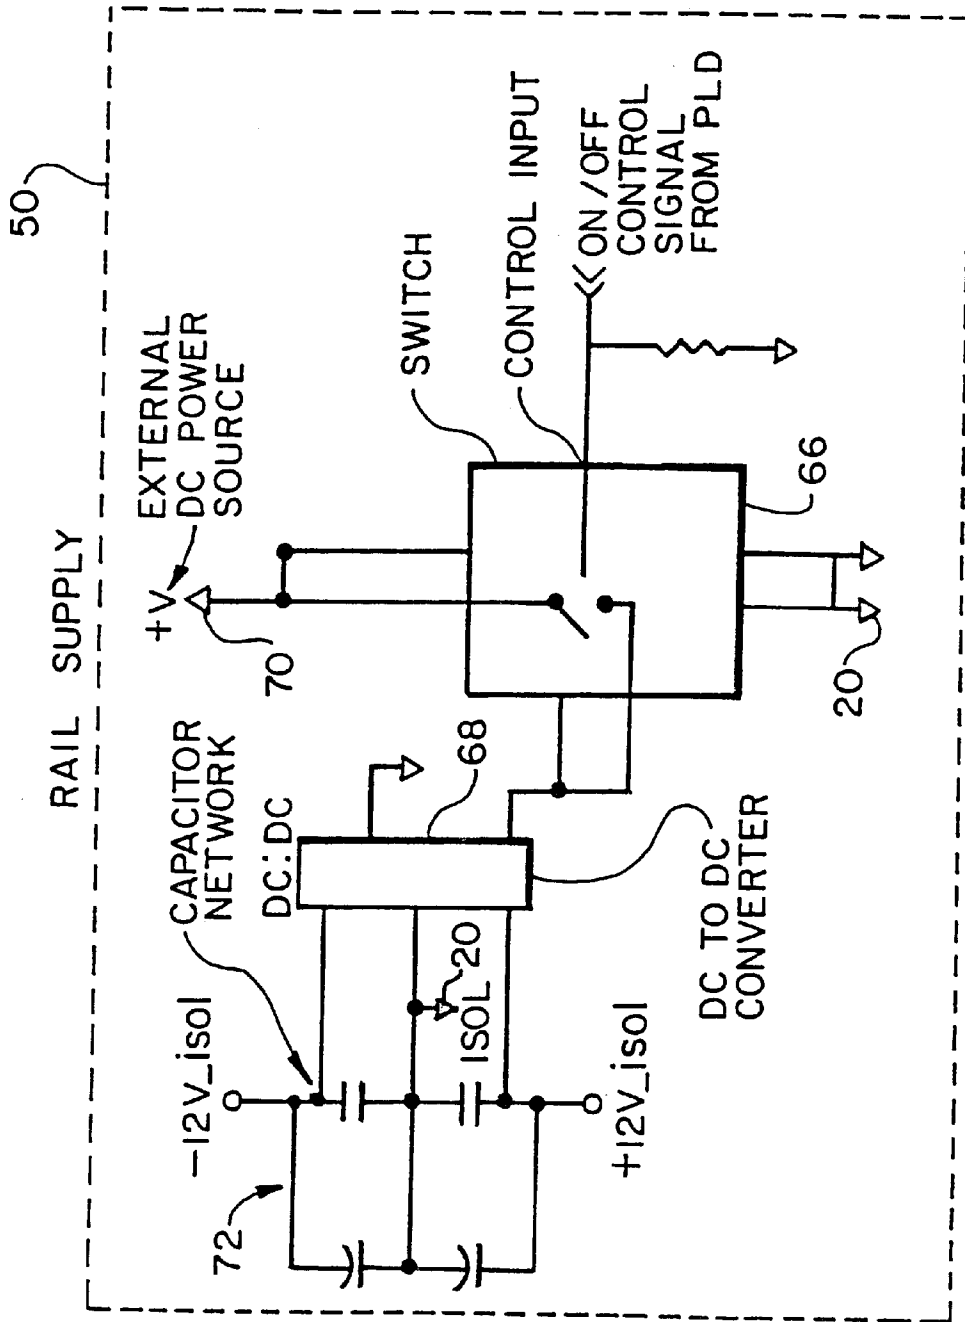 RAIL SUPPLY
50
+V
EXTERNAL
DC POWER
SOURCE
70
SWITCH
CONTROL INPUT
ON/OFF
CONTROL
SIGNAL
FROM PLD
66
20
CAPACITOR
NETWORK
DC:DC
68
DC TO DC
CONVERTER
-12V_isol
72
20
ISOL
+12V_isol